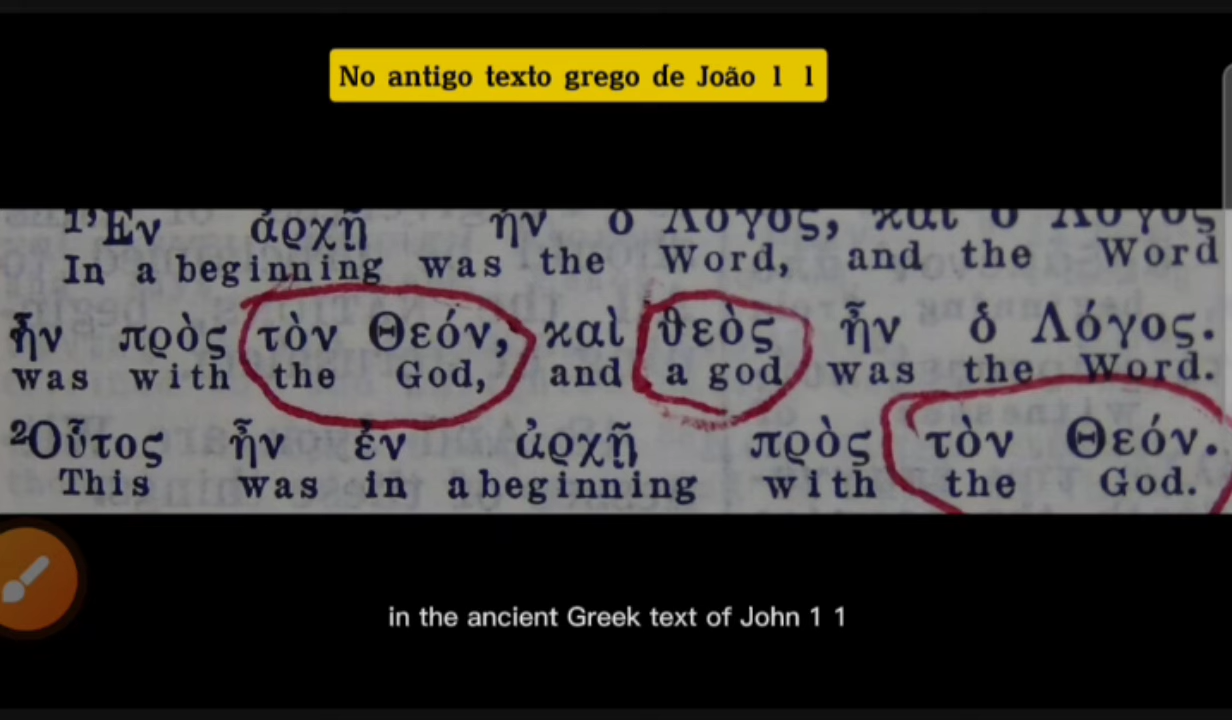 No antigo texto grego de João 1 1
1 Ἐν ἀρχῇ ἦν ὁ Λόγος, καὶ ὁ Λόγος
In a beginning was the Word, and the Word
ἦν πρὸς τὸν Θεόν, καὶ θεὸς ἦν ὁ Λόγος.
was with the God, and a god was the Word.
2 Οὗτος ἦν ἐν ἀρχῇ πρὸς τὸν Θεόν.
This was in a beginning with the God.
in the ancient Greek text of John 1 1